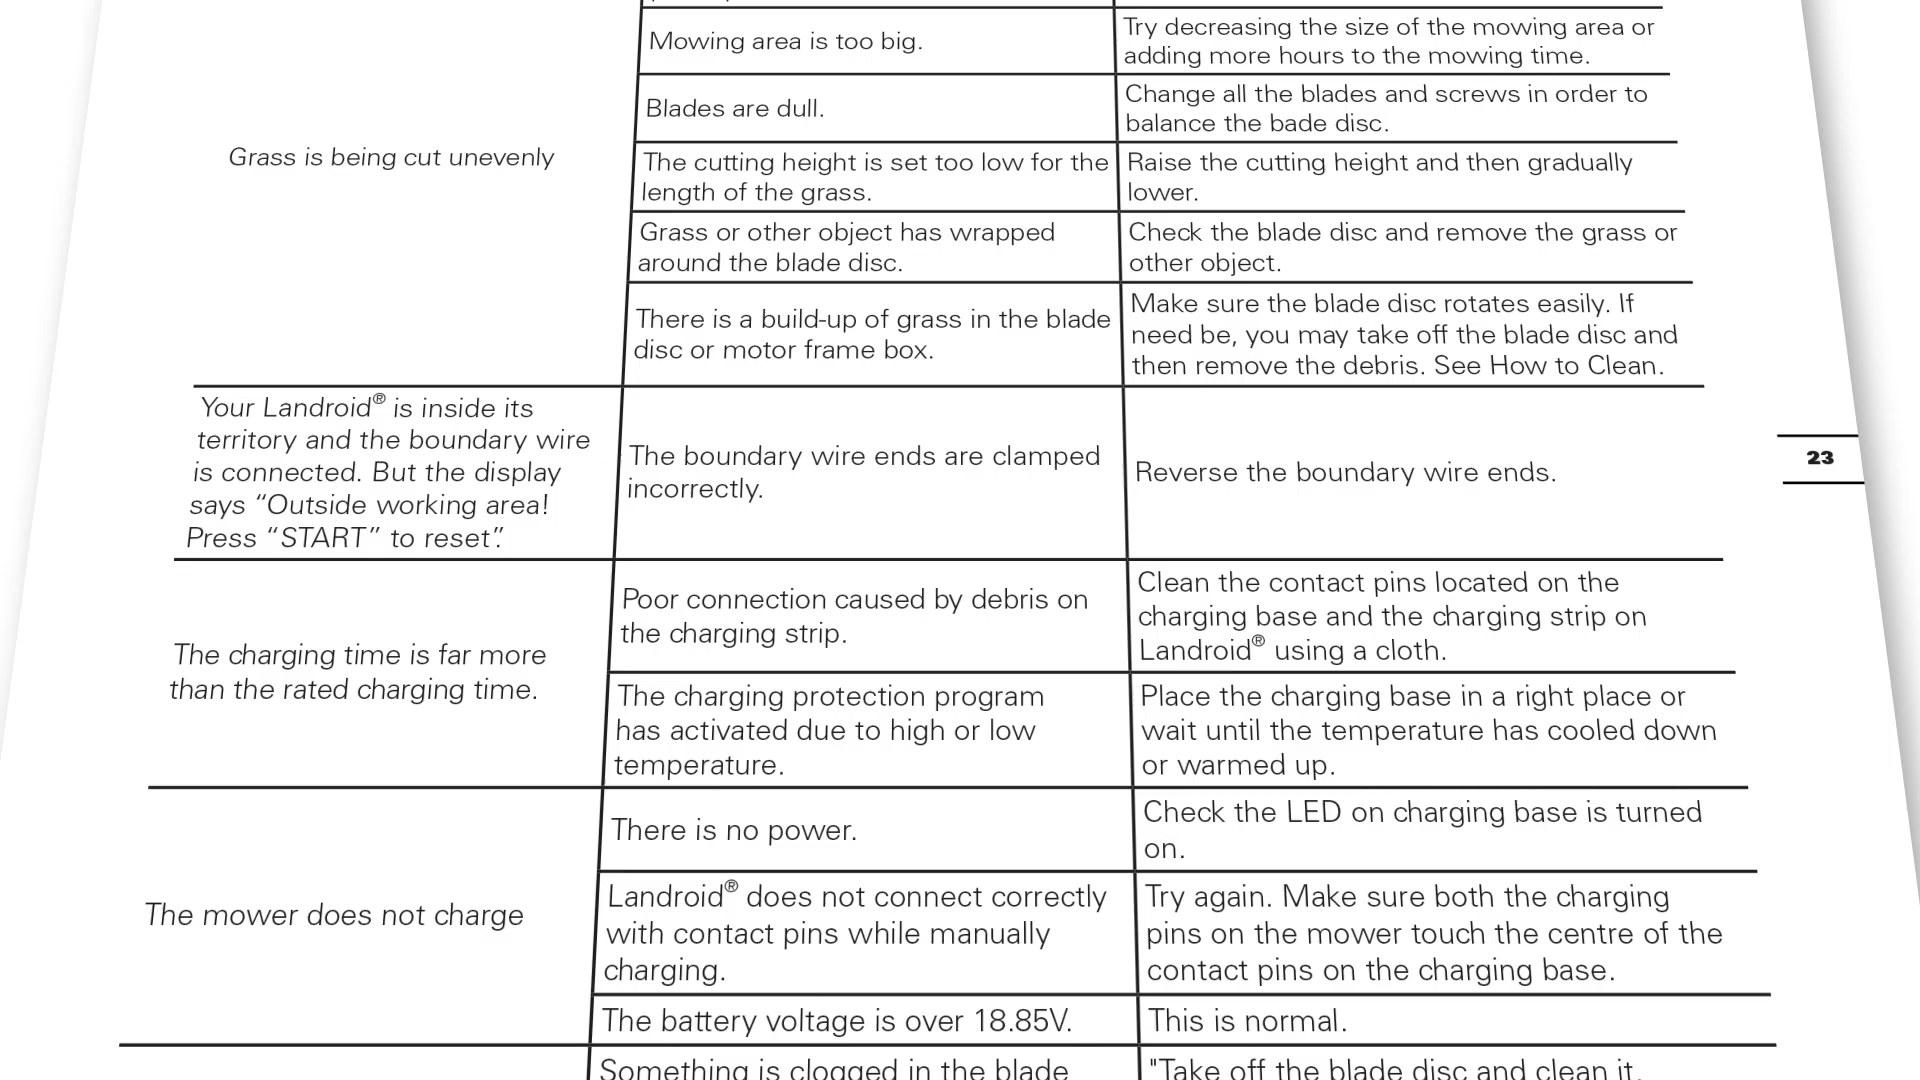 Mowing area is too big.
Try decreasing the size of the mowing area or
adding more hours to the mowing time.
Blades are dull.
Change all the blades and screws in order to
balance the bade disc.
Grass is being cut unevenly
The cutting height is set too low for the
length of the grass.
Raise the cutting height and then gradually
lower.
Grass or other object has wrapped
around the blade disc.
Check the blade disc and remove the grass or
other object.
There is a build-up of grass in the blade
disc or motor frame box.
Make sure the blade disc rotates easily. If
need be, you may take off the blade disc and
then remove the debris. See How to Clean.
Your Landroid® is inside its
territory and the boundary wire
is connected. But the display
says “Outside working area!
Press “START” to reset”.
The boundary wire ends are clamped
incorrectly.
Reverse the boundary wire ends.
23
The charging time is far more
than the rated charging time.
Poor connection caused by debris on
the charging strip.
Clean the contact pins located on the
charging base and the charging strip on
Landroid® using a cloth.
The charging protection program
has activated due to high or low
temperature.
Place the charging base in a right place or
wait until the temperature has cooled down
or warmed up.
The mower does not charge
There is no power.
Check the LED on charging base is turned
on.
Landroid® does not connect correctly
with contact pins while manually
charging.
Try again. Make sure both the charging
pins on the mower touch the centre of the
contact pins on the charging base.
The battery voltage is over 18.85V.
This is normal.
Something is clogged in the blade
"Take off the blade disc and clean it.